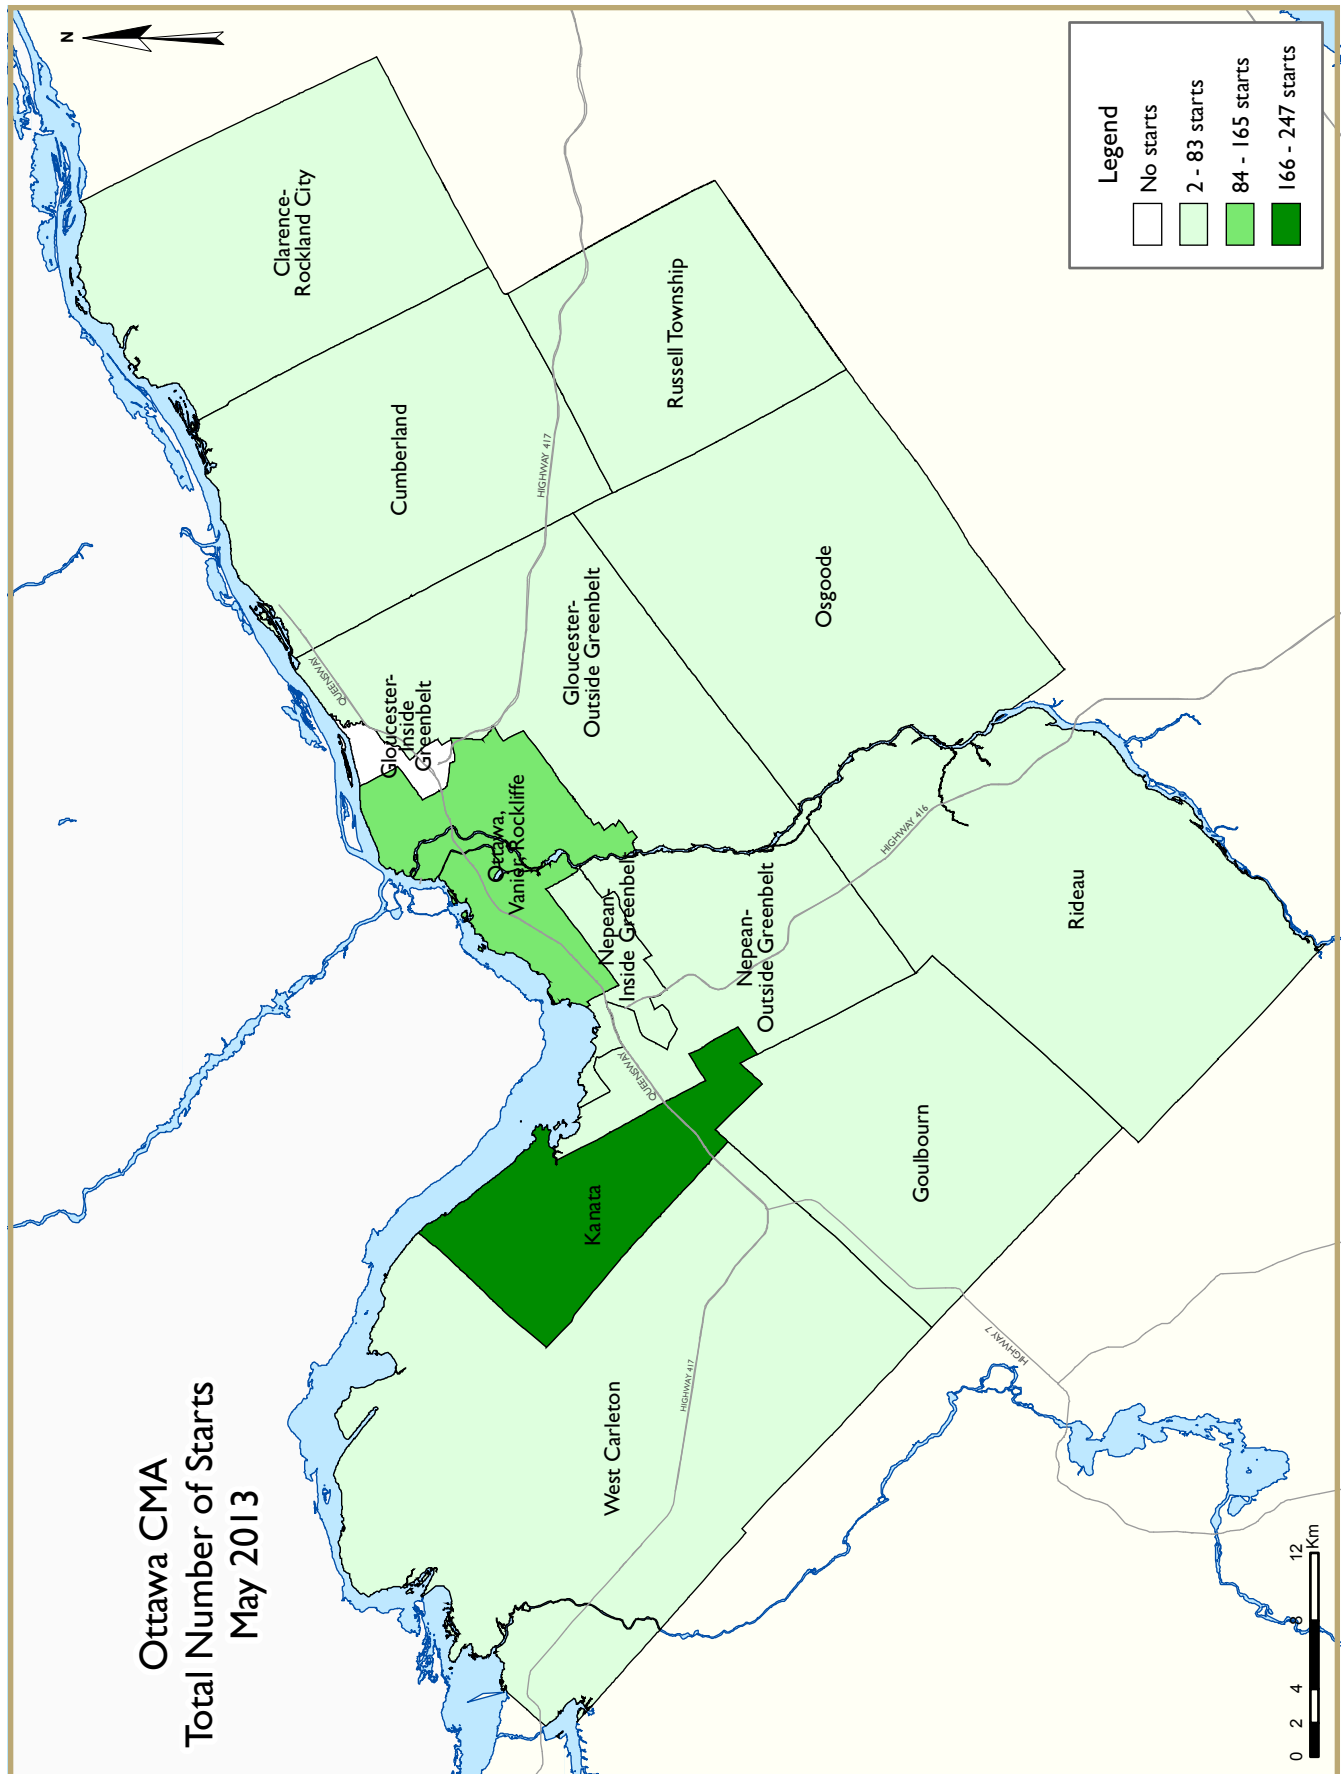 Ottawa CMA
Total Number of Starts
May 2013
N
Clarence-
Rockland City
Cumberland
Russell Township
HIGHWAY 417
Osgoode
Gloucester-
Outside Greenbelt
QUEENSWAY
Gloucester-
Inside
Greenbelt
Ottawa,
Vanier, Rockliffe
Nepean-
Inside Greenbelt
Nepean-
Outside Greenbelt
HIGHWAY 416
Rideau
QUEENSWAY
Kanata
Goulbourn
West Carleton
HIGHWAY 417
HIGHWAY 7
Legend
No starts
2 - 83 starts
84 - 165 starts
166 - 247 starts
0 2 4 8 12
Km